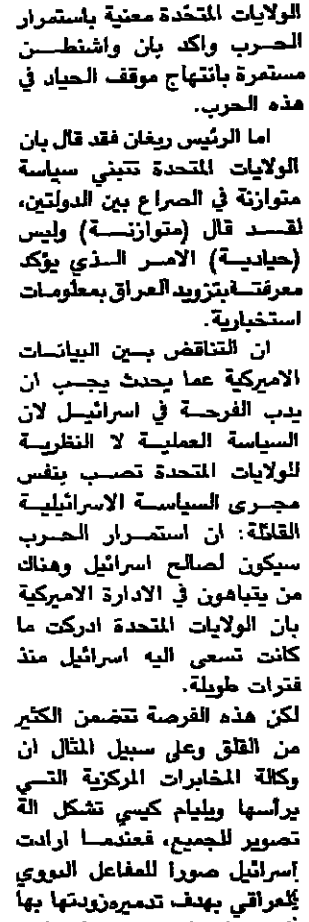 الولايات المتحدة معنية باستمرار
الحرب واكد بان واشنطن
مستمرة بانتهاج موقف الحياد في
هذه الحرب.
اما الرئيس ريغان فقد قال بان
الولايات المتحدة تتبنى سياسة
متوازنة في الصراع بين الدولتين،
لقد قال (متوازنة) وليس
(حيادية) الامر الذي يؤكد
معرفته بتزويد العراق بمعلومات
استخبارية.
ان التناقض بين البيانات
الاميركية عما يحدث يجب ان
يدب الفرحة في اسرائيل لان
السياسة العملية لا النظرية
للولايات المتحدة تصب بنفس
مجرى السياسة الاسرائيلية
القائلة: ان استمرار الحرب
سيكون لصالح اسرائيل وهناك
من يتباهون في الادارة الاميركية
بان الولايات المتحدة ادركت ما
كانت تسعى اليه اسرائيل منذ
فترات طويلة.
لكن هذه الفرصة تتضمن الكثير
من القلق وعلى سبيل المثال ان
وكالة المخابرات المركزية التي
يرأسها ويليام كيسي تشكل الة
تصوير للجميع، فعندما ارادت
اسرائيل صورا للمفاعل النووي
العراقي بهدف تدميره زودتها بها